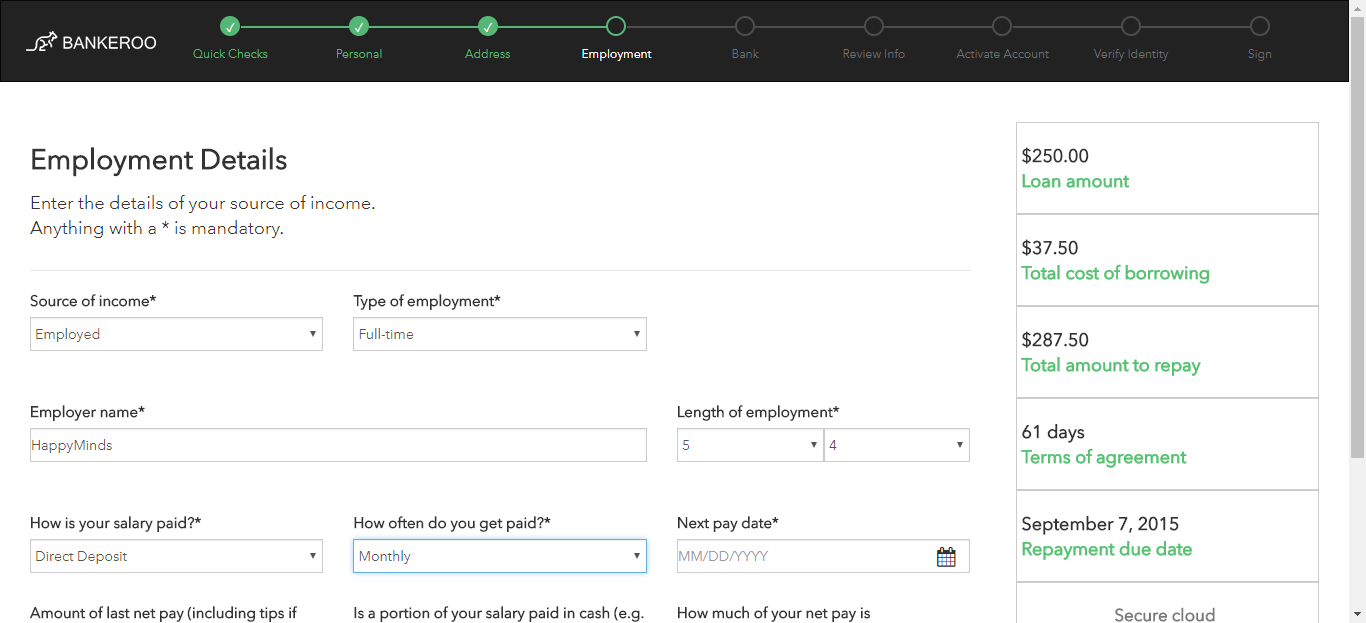 BANKEROO
Quick Checks
Personal
Address
Employment
Bank
Review Info
Activate Account
Verify Identity
Sign
Employment Details
Enter the details of your source of income.
Anything with a * is mandatory.
Source of income*
Type of employment*
Employed
Full-time
Employer name*
Length of employment*
HappyMinds
5
4
How is your salary paid?*
How often do you get paid?*
Next pay date*
Direct Deposit
Monthly
MM/DD/YYYY
Amount of last net pay (including tips if
Is a portion of your salary paid in cash (e.g.
How much of your net pay is
$250.00
Loan amount
$37.50
Total cost of borrowing
$287.50
Total amount to repay
61 days
Terms of agreement
September 7, 2015
Repayment due date
Secure cloud